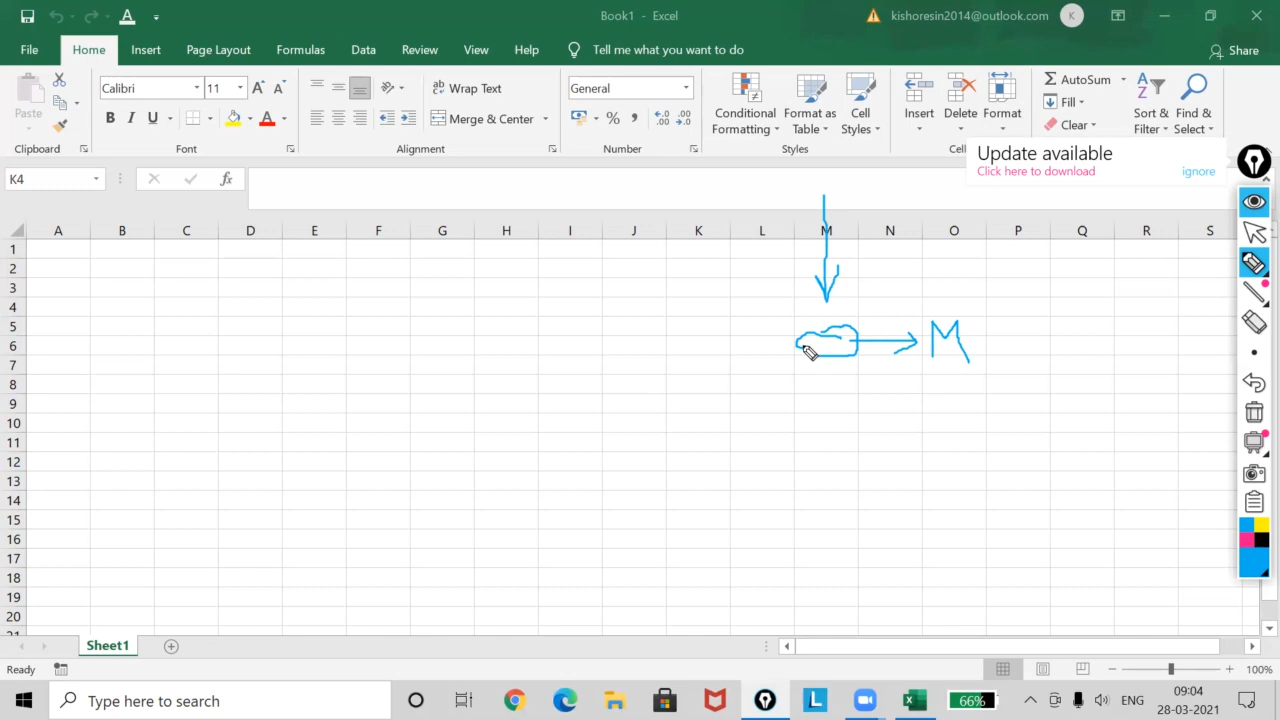 Book1 - Excel
kishoresin2014@outlook.com K
File Home Insert Page Layout Formulas Data Review View Help Tell me what you want to do Share
Paste
Calibri 11 A A
B I U A
Wrap Text
Merge & Center
General
% ,
Conditional Formatting
Format as Table
Cell Styles
Insert
Delete
Format
AutoSum
Fill
Clear
Sort & Filter
Find & Select
Clipboard Font Alignment Number Styles Cel
Update available
Click here to download ignore
K4 fx
A B C D E F G H I J K L M N O P Q R S
1
2
3
4
5
6
M
7
8
9
10
11
12
13
14
15
16
17
18
19
20
21
Sheet1
Ready 100%
Type here to search
66%
ENG
09:04
28-03-2021